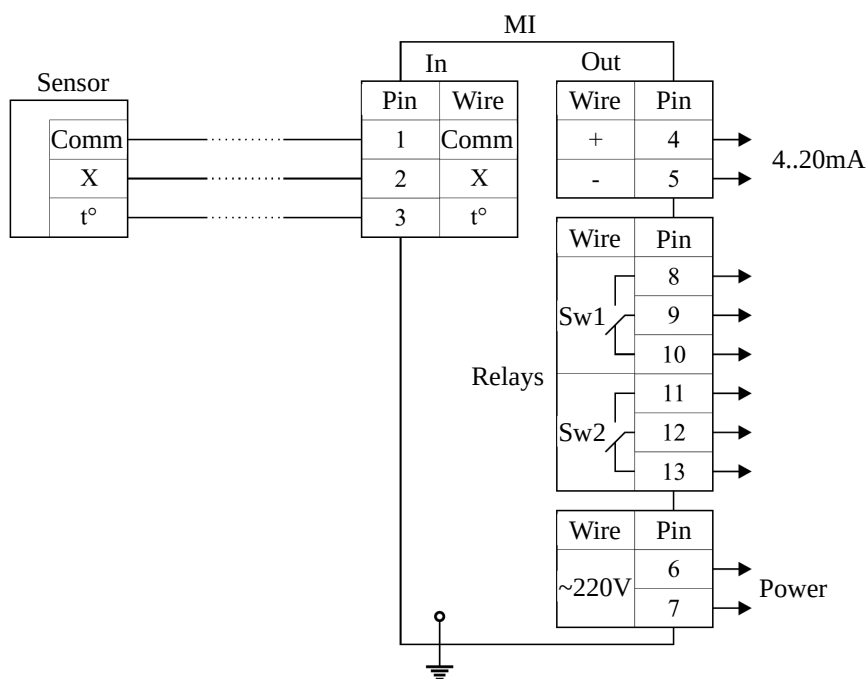 MI
In
Out
Sensor
Pin Wire
Wire Pin
Comm
1 Comm
+ 4
4..20mA
X
2 X
- 5
t°
3 t°
Wire Pin
8
Sw1
9
10
Relays
11
Sw2
12
13
Wire Pin
6
~220V
Power
7